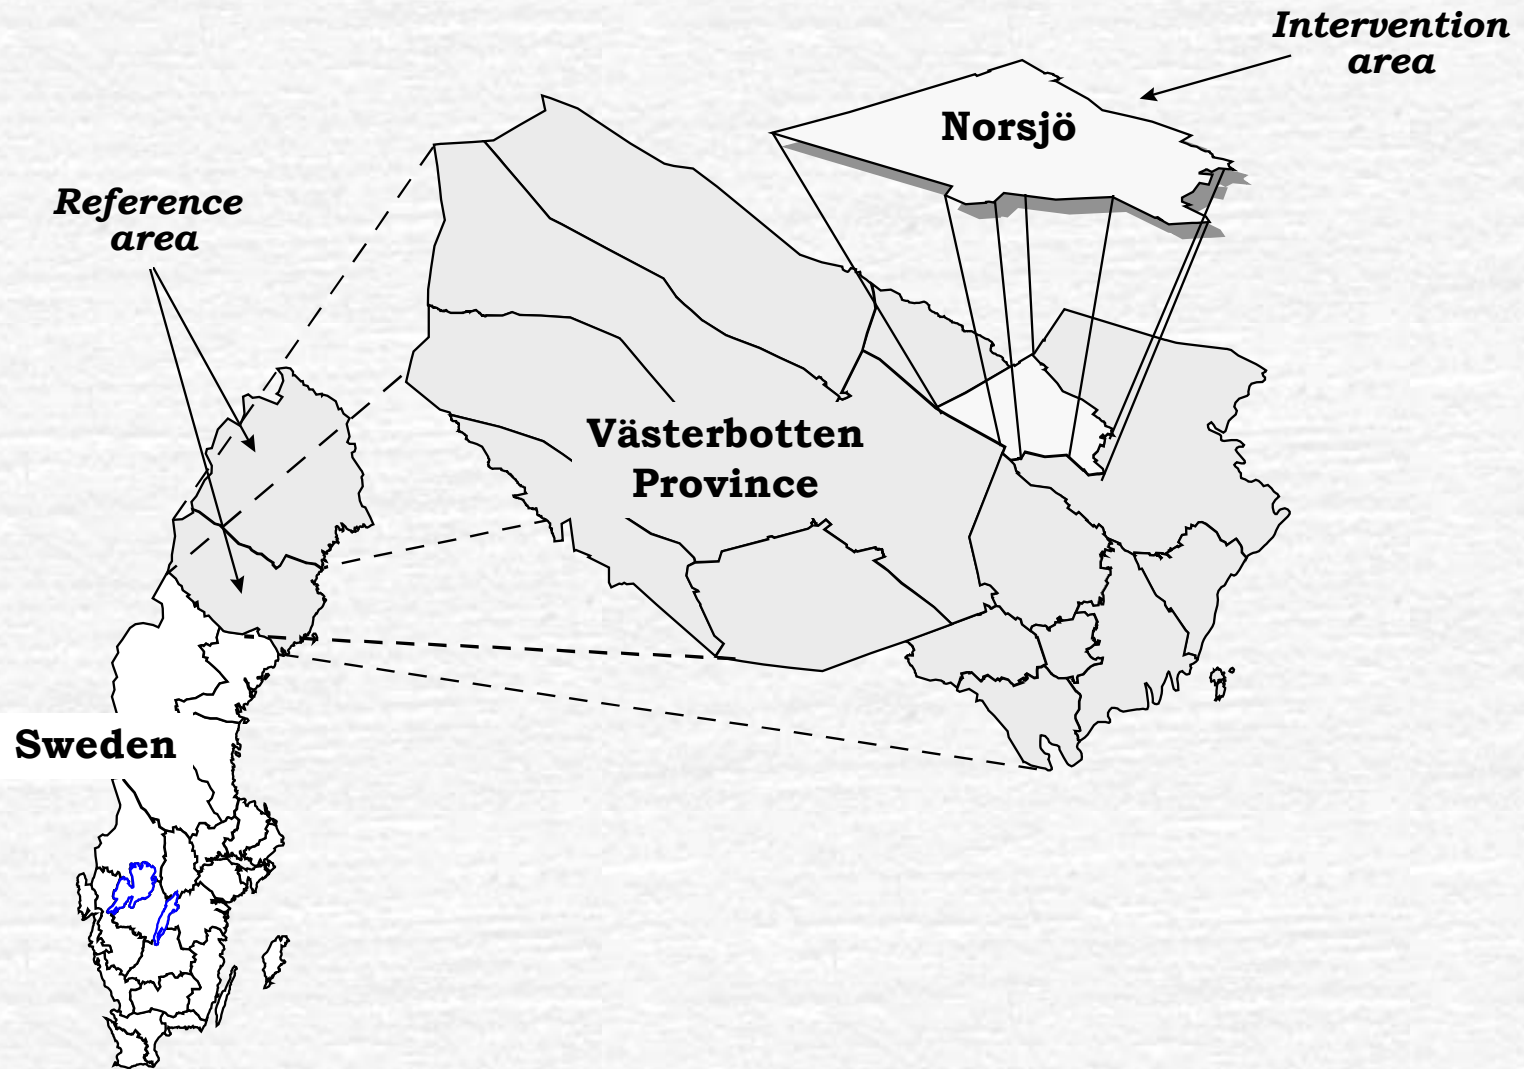 Intervention
area
Norsjö
Reference
area
Västerbotten
Province
Sweden